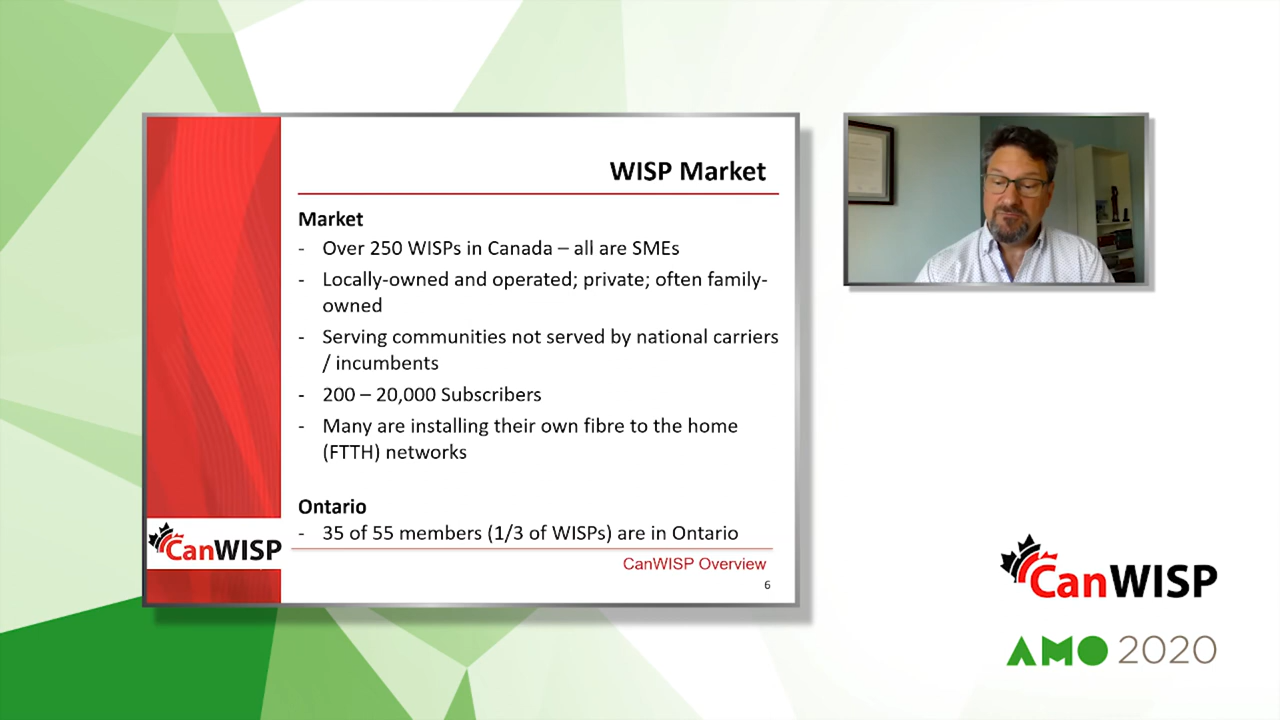 WISP Market
Market
- Over 250 WISPs in Canada – all are SMEs
- Locally-owned and operated; private; often family-
owned
- Serving communities not served by national carriers
/ incumbents
- 200 – 20,000 Subscribers
- Many are installing their own fibre to the home
(FTTH) networks
Ontario
- 35 of 55 members (1/3 of WISPs) are in Ontario
CanWISP
CanWISP Overview
6
CanWISP
AMO 2020